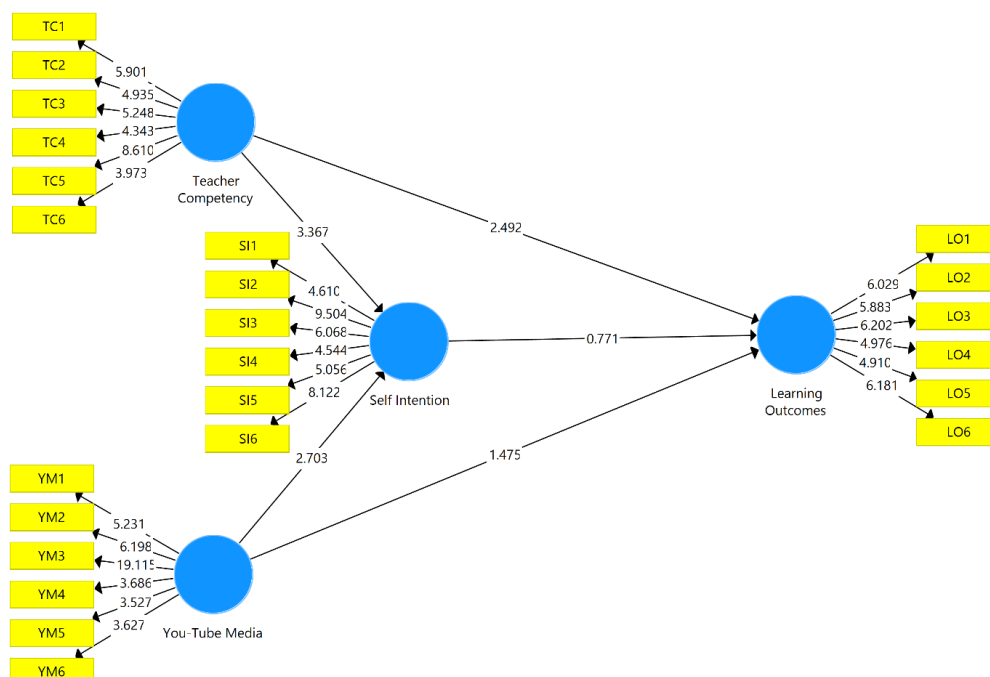 TC1
TC2
TC3
TC4
TC5
TC6
5.901
4.935
5.248
4.343
8.610
3.973
Teacher
Competency
3.367
2.492
SI1
SI2
SI3
SI4
SI5
SI6
4.610
9.504
6.068
4.544
5.056
8.122
Self Intention
0.771
LO1
LO2
LO3
LO4
LO5
LO6
6.029
5.883
6.202
4.976
4.910
6.181
Learning
Outcomes
2.703
1.475
YM1
YM2
YM3
YM4
YM5
YM6
5.231
6.198
19.115
3.686
3.527
3.627
You-Tube Media